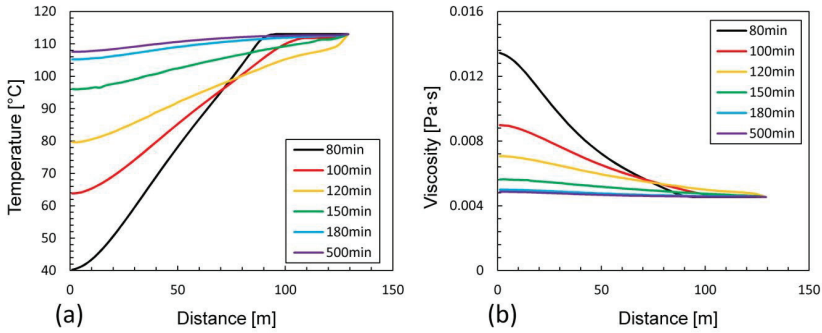 120
110
100
90
80
70
60
50
40
Temperature [°C]
80min
100min
120min
150min
180min
500min
0
50
100
150
(a)
Distance [m]
0.016
0.012
0.008
0.004
0
Viscosity [Pa·s]
80min
100min
120min
150min
180min
500min
0
50
100
150
(b)
Distance [m]